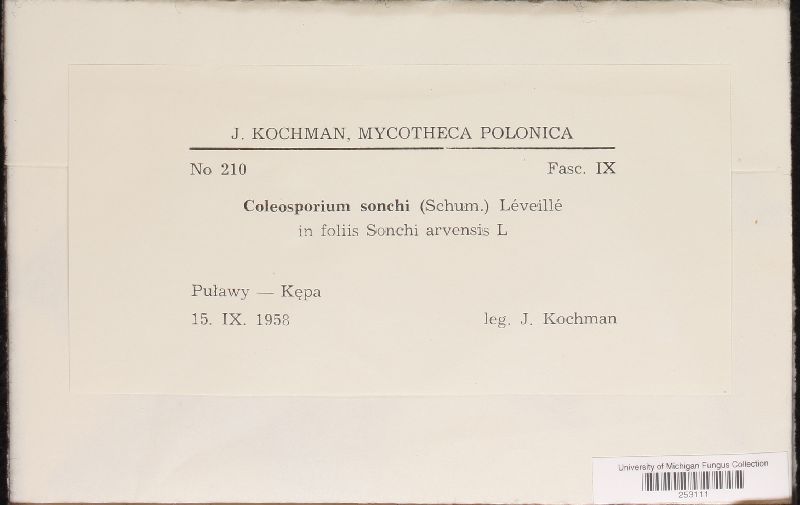 J. KOCHMAN, MYCOTHECA POLONICA
No 210 Fasc. IX
Coleosporium sonchi (Schum.) Léveillé
in foliis Sonchi arvensis L
Puławy — Kępa
15. IX. 1958 leg. J. Kochman
University of Michigan Fungus Collection
253111